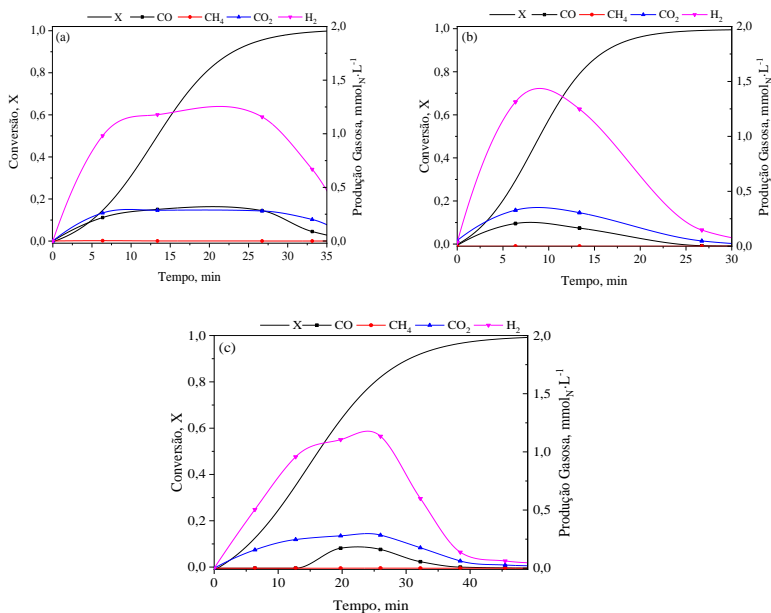 X CO CH₄ CO₂ H₂
(a)
Conversão, X
1,0
0,8
0,6
0,4
0,2
0,0
0 5 10 15 20 25 30 35
Tempo, min
2,0
1,5
1,0
0,5
0,0
Produção Gasosa, mmol_N·L⁻¹
X CO CH₄ CO₂ H₂
(b)
Conversão, X
1,0
0,8
0,6
0,4
0,2
0,0
0 5 10 15 20 25 30
Tempo, min
2,0
1,5
1,0
0,5
0,0
Produção Gasosa, mmol_N·L⁻¹
X CO CH₄ CO₂ H₂
(c)
Conversão, X
1,0
0,8
0,6
0,4
0,2
0,0
0 10 20 30 40
Tempo, min
2,0
1,5
1,0
0,5
0,0
Produção Gasosa, mmol_N·L⁻¹